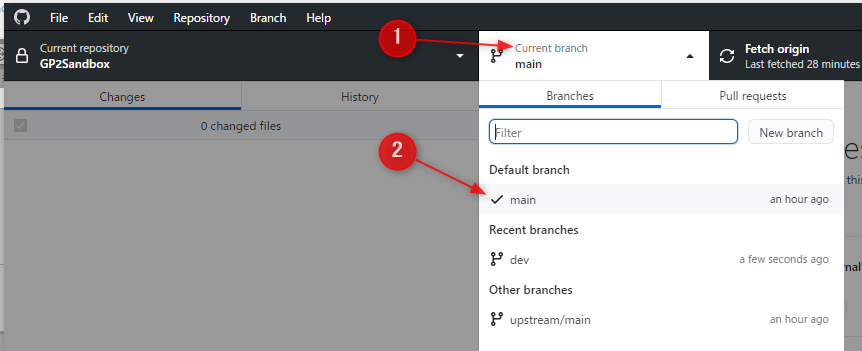 File Edit View Repository Branch Help
1
Current repository
GP2Sandbox
Current branch
main
Fetch origin
Last fetched 28 minutes
Changes
History
Branches
Pull requests
0 changed files
Filter
New branch
2
Default branch
main an hour ago
Recent branches
dev a few seconds ago
Other branches
upstream/main an hour ago